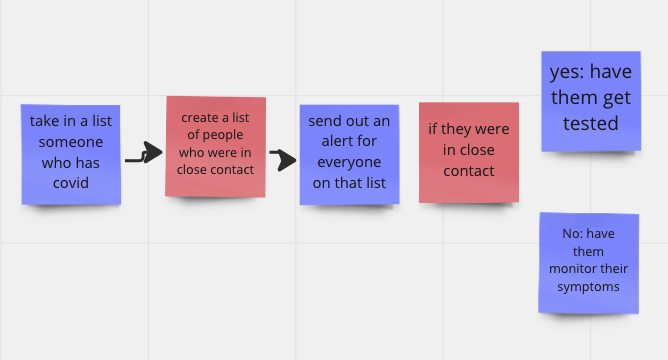 take in a list
someone
who has
covid
create a list
of people
who were in
close contact
send out an
alert for
everyone
on that list
if they were
in close
contact
yes: have
them get
tested
No: have
them
monitor their
symptoms